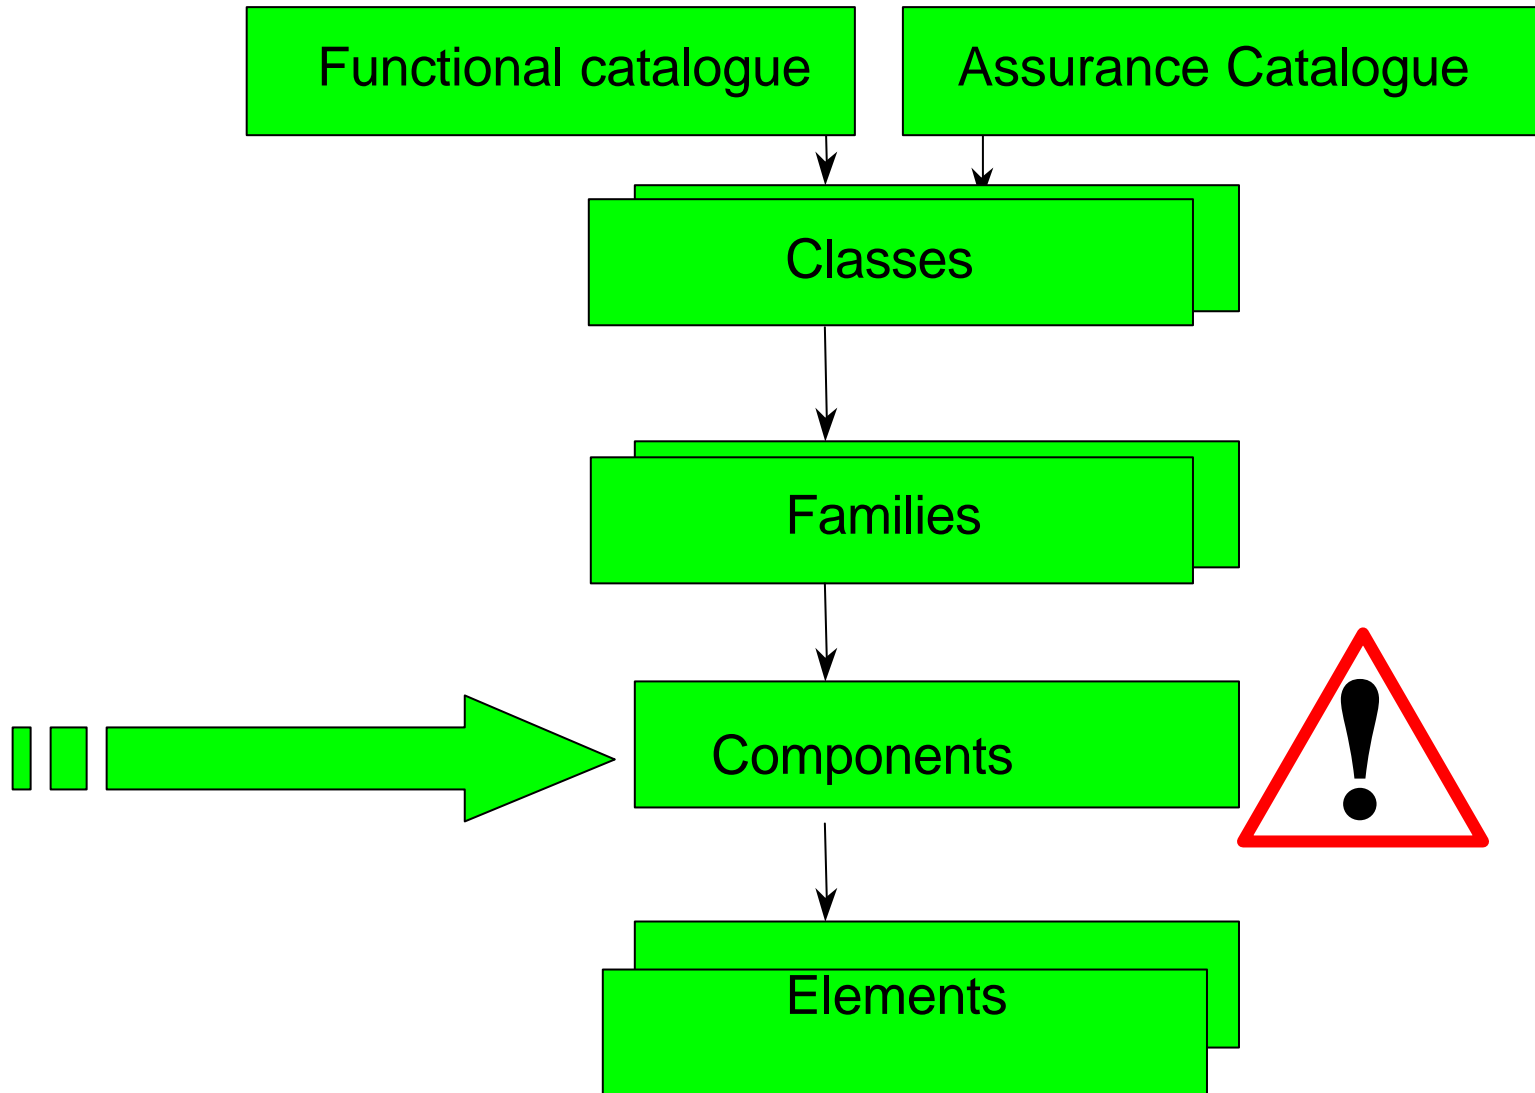 Functional catalogue
Assurance Catalogue
Classes
Families
Components
!
Elements